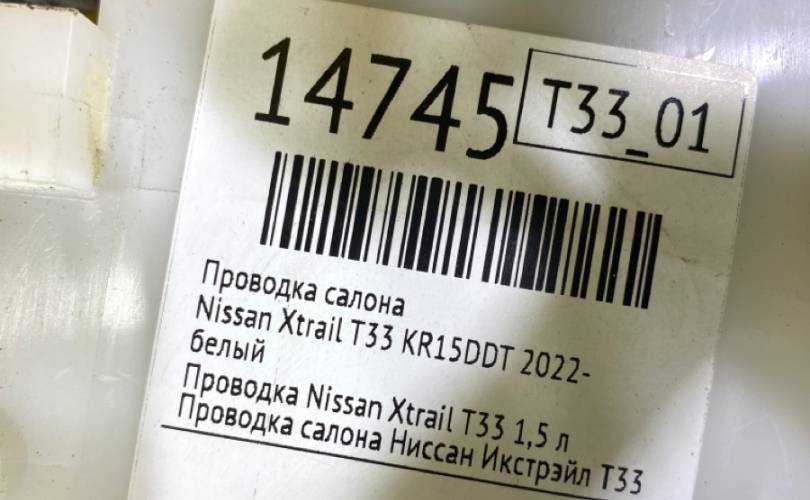 14745 T33_01
Проводка салона
Nissan Xtrail T33 KR15DDT 2022-
белый
Проводка Nissan Xtrail T33 1,5 л
Проводка салона Ниссан Икстрэйл Т33